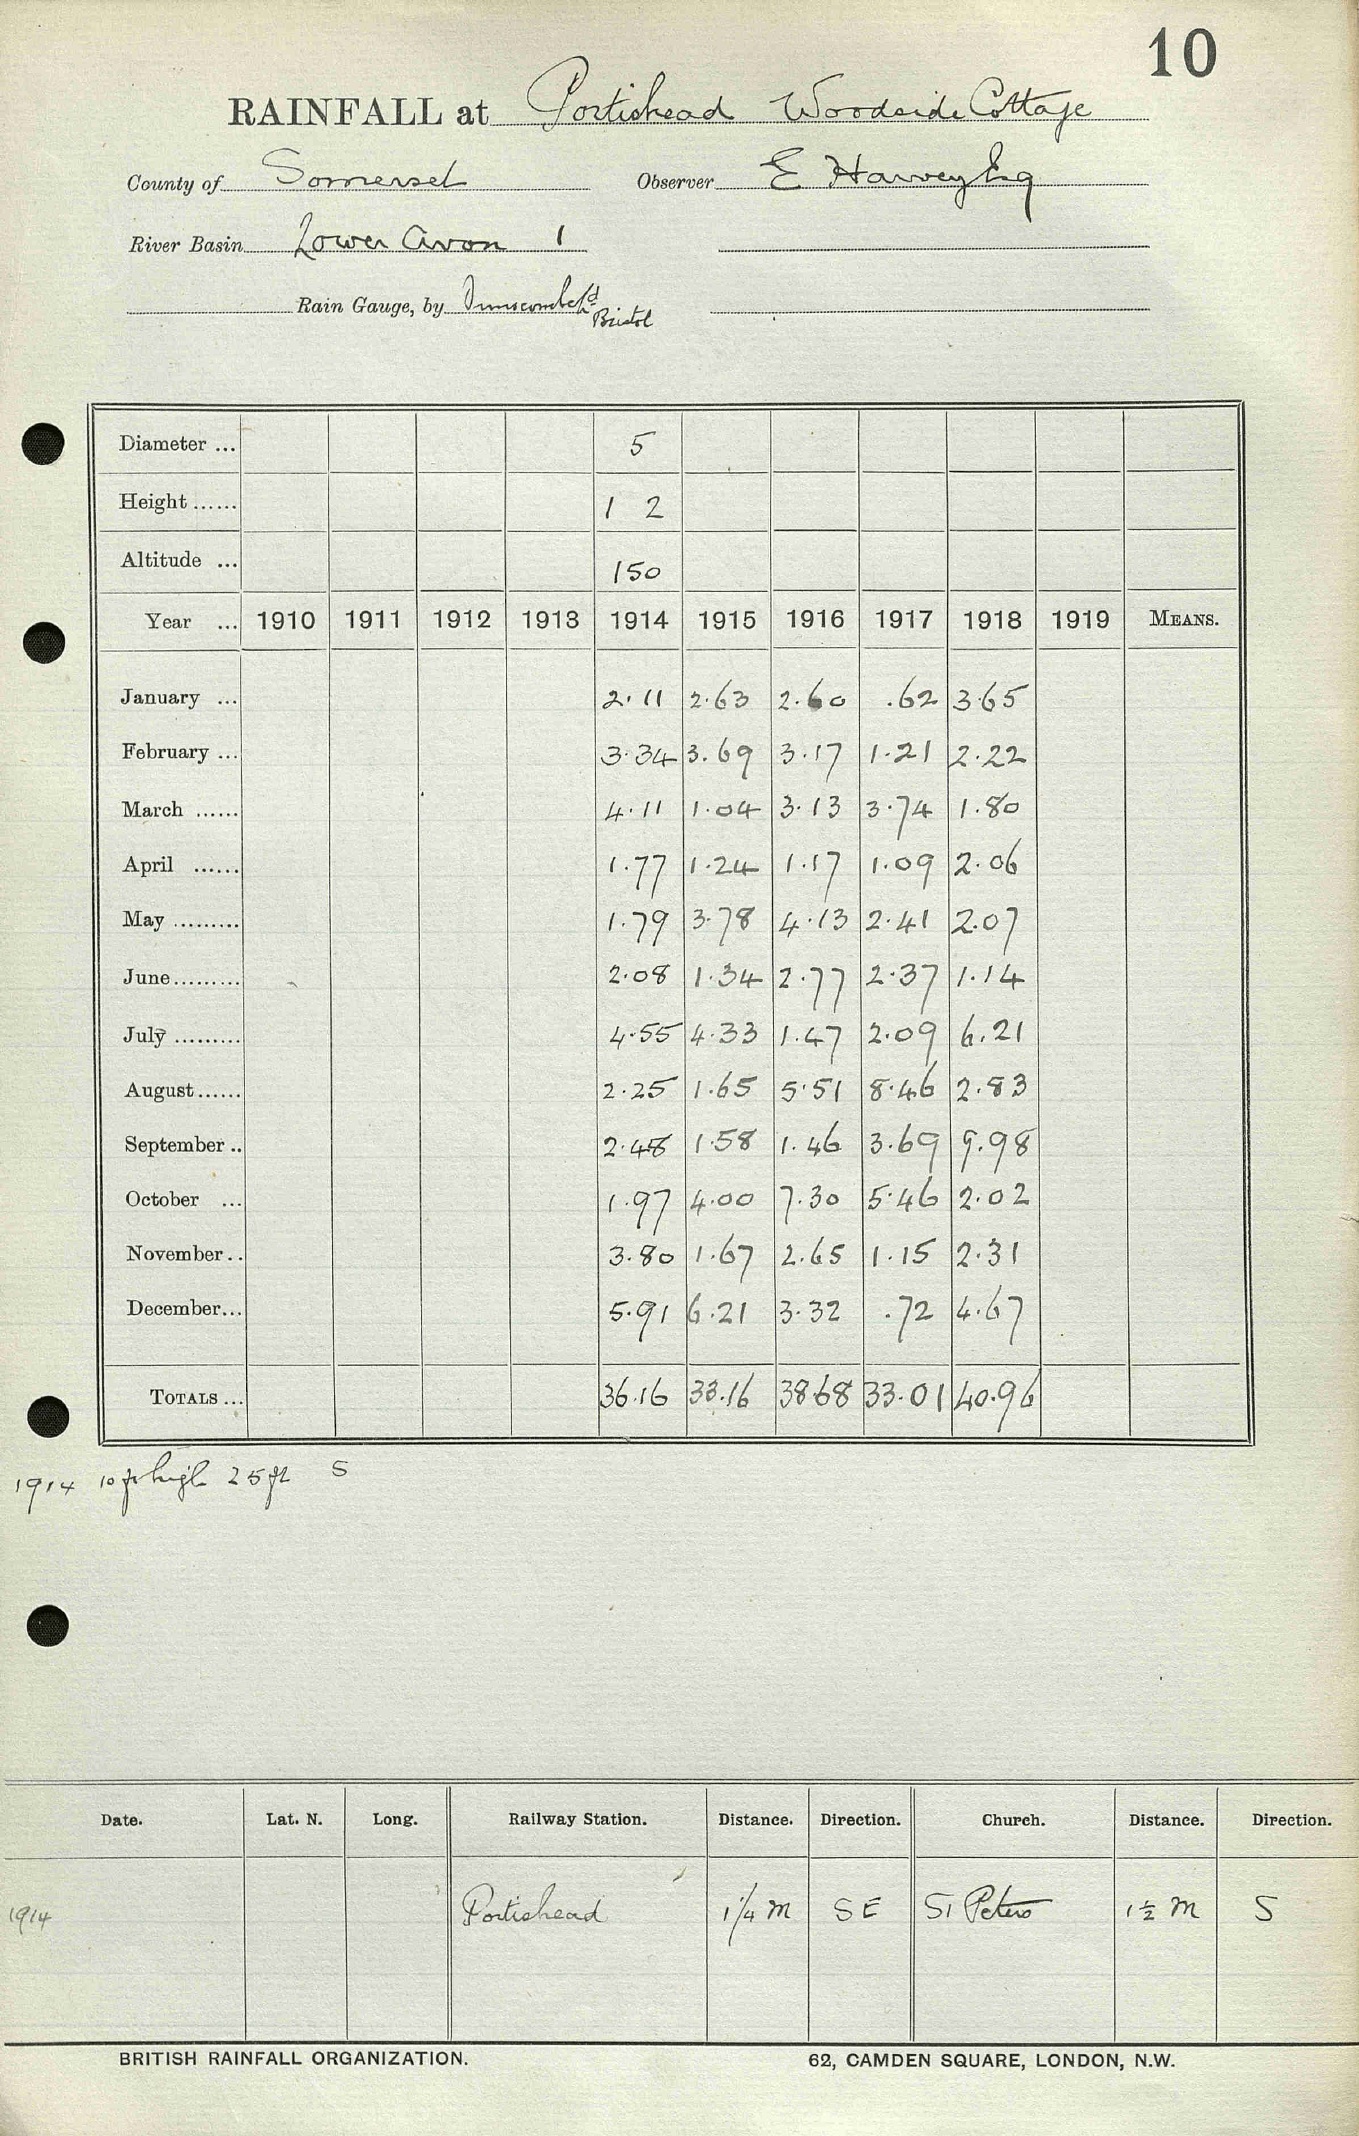 10
RAINFALL at Portishead Woodside Cottage
County of Somerset Observer E Harvey Esq
River Basin Lower Avon 1
Rain Gauge, by Dunscombe Ld
Bristol
Diameter ... 5
Height ...... 1 2
Altitude ... 150
Year ... 1910 1911 1912 1913 1914 1915 1916 1917 1918 1919 MEANS.
January ... 2.11 2.63 2.60 .62 3.65
February ... 3.34 3.69 3.17 1.21 2.22
March ...... 4.11 1.04 3.13 3.74 1.80
April ...... 1.77 1.24 1.17 1.09 2.06
May ......... 1.79 3.78 4.13 2.41 2.07
June ......... 2.08 1.34 2.77 2.37 1.14
July ......... 4.55 4.33 1.47 2.09 6.21
August ...... 2.25 1.65 5.51 8.46 2.83
September .. 2.48 1.58 1.46 3.69 9.98
October ... 1.97 4.00 7.30 5.46 2.02
November .. 3.80 1.67 2.65 1.15 2.31
December ... 5.91 6.21 3.32 .72 4.67
TOTALS ... 36.16 33.16 38.68 33.01 40.96
1914 10 ft high 25 ft S
Date. Lat. N. Long. Railway Station. Distance. Direction. Church. Distance. Direction.
1914 Portishead 1 1/4 m SE St Peters 1 1/2 m S
BRITISH RAINFALL ORGANIZATION. 62, CAMDEN SQUARE, LONDON, N.W.